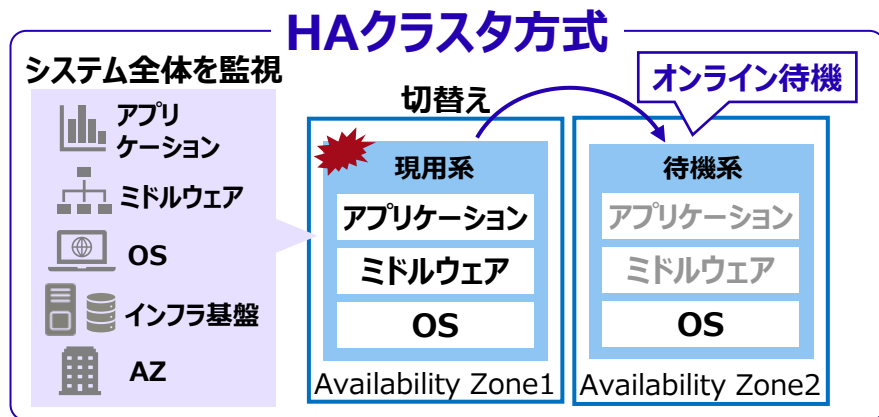 HAクラスタ方式
システム全体を監視
アプリ
ケーション
ミドルウェア
OS
インフラ基盤
AZ
切替え
オンライン待機
現用系
アプリケーション
ミドルウェア
OS
Availability Zone1
待機系
アプリケーション
ミドルウェア
OS
Availability Zone2